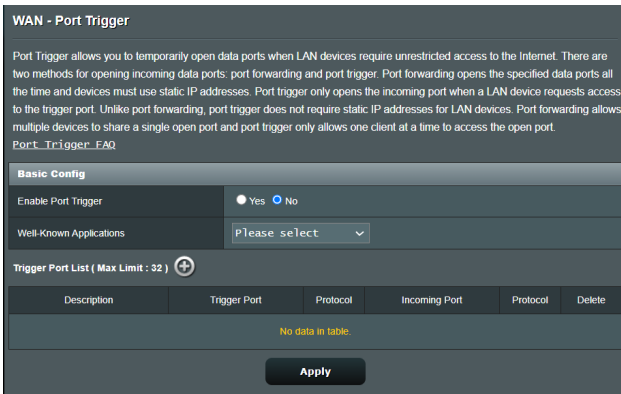 WAN - Port Trigger
Port Trigger allows you to temporarily open data ports when LAN devices require unrestricted access to the Internet. There are
two methods for opening incoming data ports: port forwarding and port trigger. Port forwarding opens the specified data ports all
the time and devices must use static IP addresses. Port trigger only opens the incoming port when a LAN device requests access
to the trigger port. Unlike port forwarding, port trigger does not require static IP addresses for LAN devices. Port forwarding allows
multiple devices to share a single open port and port trigger only allows one client at a time to access the open port.
Port Trigger FAQ
Basic Config
Enable Port Trigger Yes No
Well-Known Applications Please select
Trigger Port List ( Max Limit : 32 )
Description Trigger Port Protocol Incoming Port Protocol Delete
No data in table.
Apply